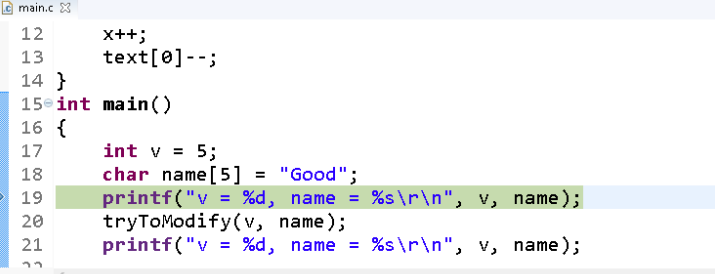 main.c
12 x++;
13 text[0]--;
14 }
15 int main()
16 {
17 int v = 5;
18 char name[5] = "Good";
19 printf("v = %d, name = %s\r\n", v, name);
20 tryToModify(v, name);
21 printf("v = %d, name = %s\r\n", v, name);